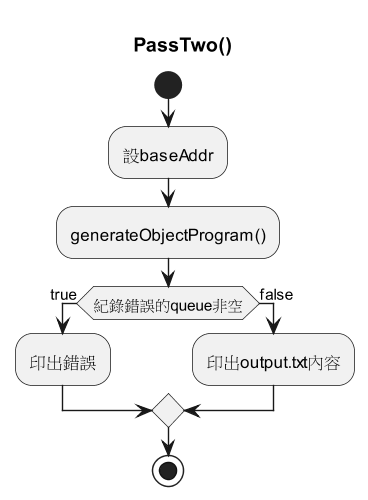 PassTwo()
設baseAddr
generateObjectProgram()
紀錄錯誤的queue非空
true
false
印出錯誤
印出output.txt內容